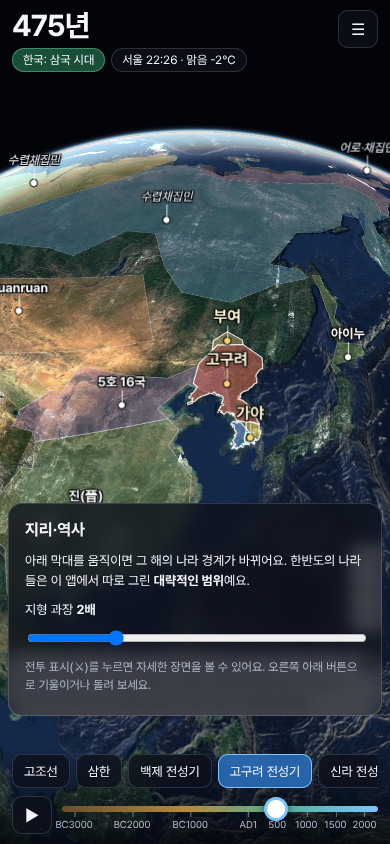 475년
☰
한국: 삼국 시대
서울 22:26 · 맑음 -2°C
수렵채집민
어로·채집민
수렵채집민
uanruan
부여
아이누
고구려
5호 16국
가야
진(晉)
지리·역사
아래 막대를 움직이면 그 해의 나라 경계가 바뀌어요. 한반도의 나라
들은 이 앱에서 따로 그린 대략적인 범위예요.
지형 과장 2배
전투 표시(⚔)를 누르면 자세한 장면을 볼 수 있어요. 오른쪽 아래 버튼으
로 기울이거나 돌려 보세요.
고조선
삼한
백제 전성기
고구려 전성기
신라 전성
▶
BC3000 BC2000 BC1000 AD1 500 1000 1500 2000